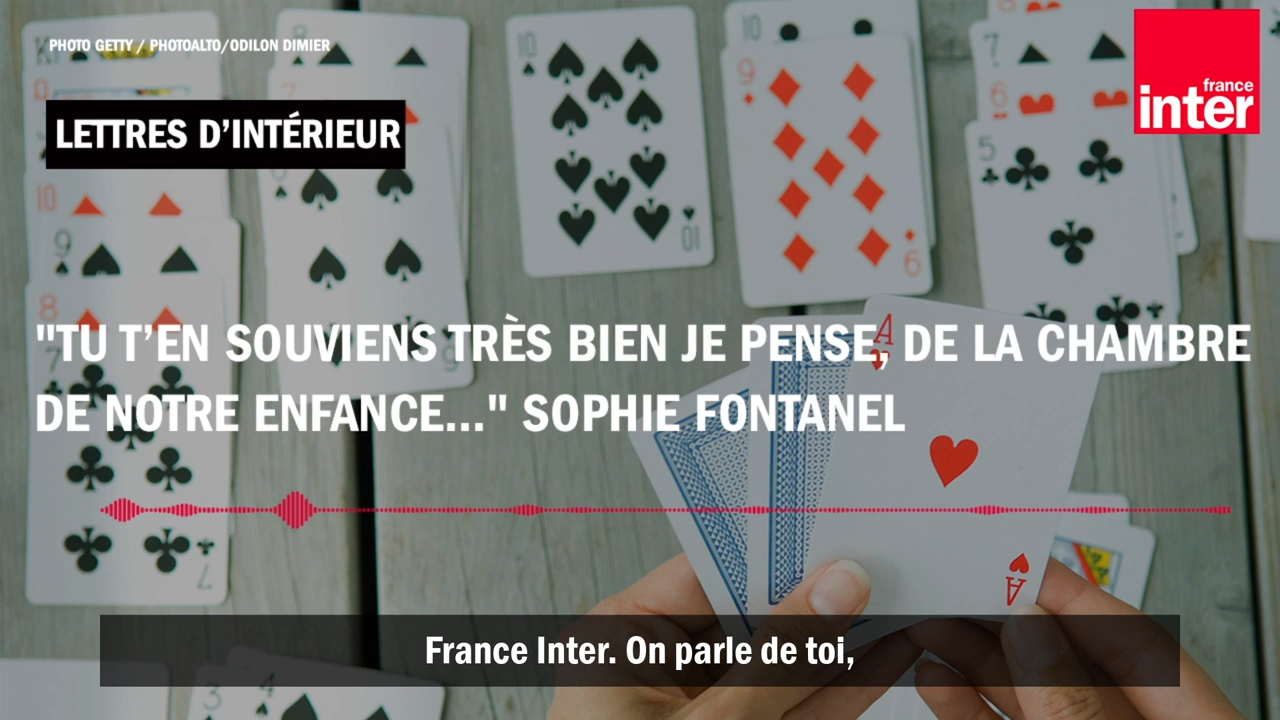 PHOTO GETTY / PHOTOALTO/ODILON DIMIER
france
inter
LETTRES D’INTÉRIEUR
"TU T’EN SOUVIENS TRÈS BIEN JE PENSE, DE LA CHAMBRE
DE NOTRE ENFANCE..." SOPHIE FONTANEL
France Inter. On parle de toi,